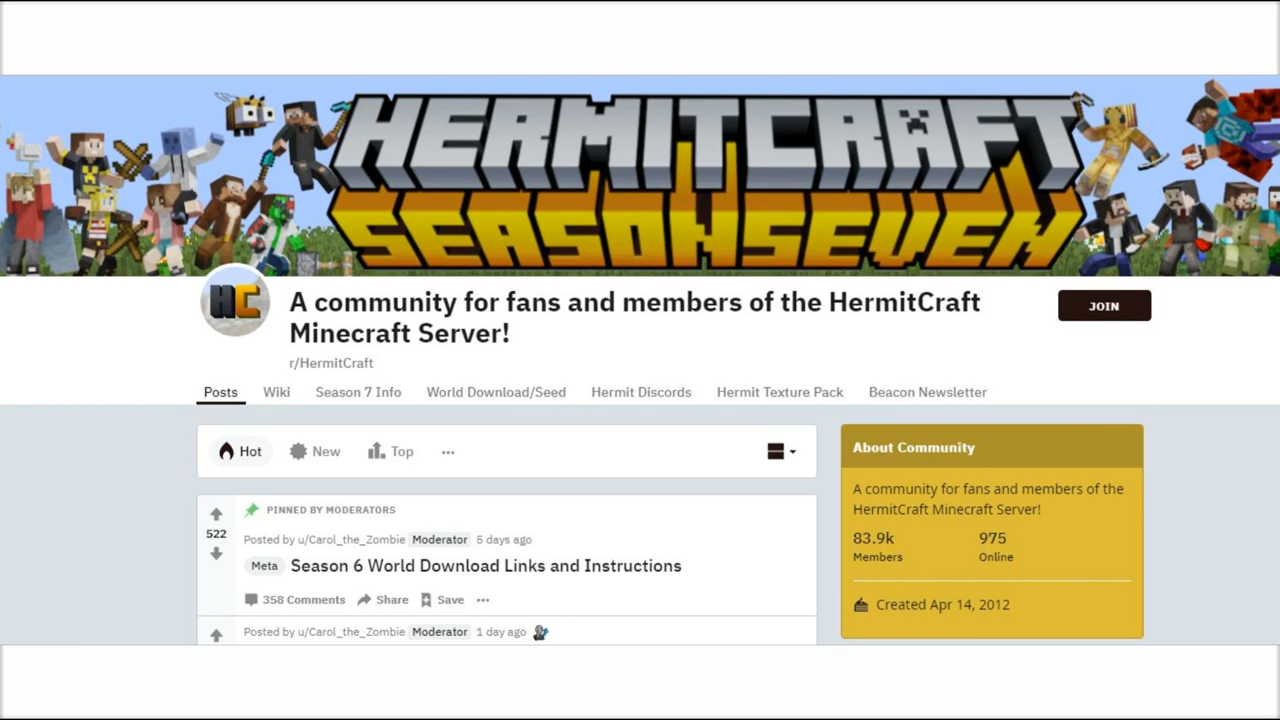 HERMITCRAFT
SEASON SEVEN
HC
A community for fans and members of the HermitCraft
Minecraft Server!
JOIN
r/HermitCraft
Posts Wiki Season 7 Info World Download/Seed Hermit Discords Hermit Texture Pack Beacon Newsletter
Hot New Top ...
About Community
A community for fans and members of the
HermitCraft Minecraft Server!
83.9k 975
Members Online
Created Apr 14, 2012
PINNED BY MODERATORS
522
Posted by u/Carol_the_Zombie Moderator 5 days ago
Meta Season 6 World Download Links and Instructions
358 Comments Share Save ...
Posted by u/Carol_the_Zombie Moderator 1 day ago